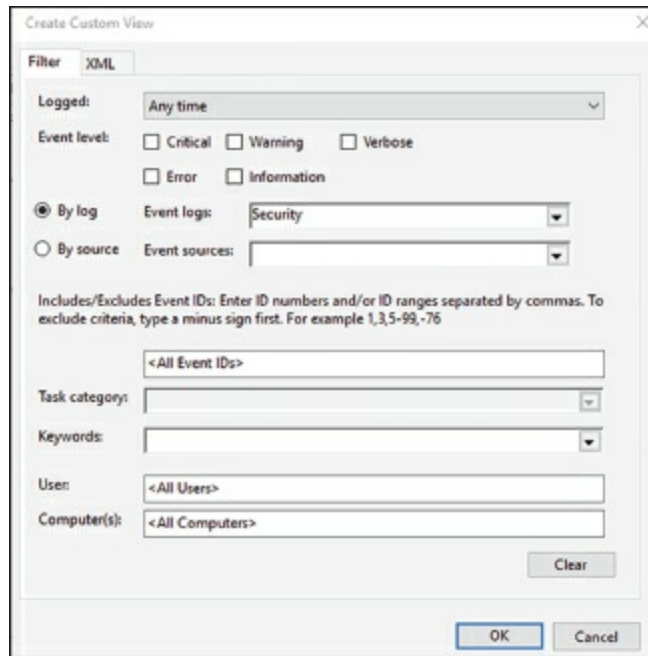 Create Custom View
Filter XML
Logged: Any time
Event level: Critical Warning Verbose
Error Information
By log Event logs: Security
By source Event sources:
Includes/Excludes Event IDs: Enter ID numbers and/or ID ranges separated by commas. To
exclude criteria, type a minus sign first. For example 1,3,5-99,-76
<All Event IDs>
Task category:
Keywords:
User: <All Users>
Computer(s): <All Computers>
Clear
OK Cancel